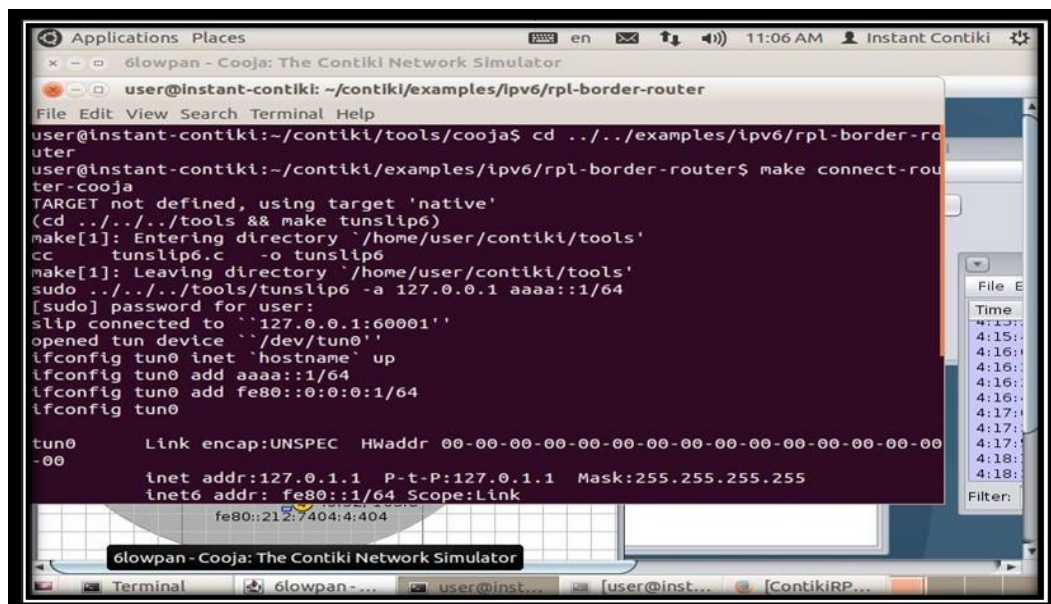 Applications Places en 11:06 AM Instant Contiki
6lowpan - Cooja: The Contiki Network Simulator
user@instant-contiki: ~/contiki/examples/ipv6/rpl-border-router
File Edit View Search Terminal Help
user@instant-contiki:~/contiki/tools/cooja$ cd ../../examples/ipv6/rpl-border-ro
uter
user@instant-contiki:~/contiki/examples/ipv6/rpl-border-router$ make connect-rou
ter-cooja
TARGET not defined, using target 'native'
(cd ../../../tools && make tunslip6)
make[1]: Entering directory `/home/user/contiki/tools'
cc tunslip6.c -o tunslip6
make[1]: Leaving directory `/home/user/contiki/tools'
sudo ../../../tools/tunslip6 -a 127.0.0.1 aaaa::1/64
[sudo] password for user:
slip connected to ``127.0.0.1:60001''
opened tun device ``/dev/tun0''
ifconfig tun0 inet `hostname` up
ifconfig tun0 add aaaa::1/64
ifconfig tun0 add fe80::0:0:0:1/64
ifconfig tun0
tun0 Link encap:UNSPEC HWaddr 00-00-00-00-00-00-00-00-00-00-00-00-00-00-00
-00
inet addr:127.0.1.1 P-t-P:127.0.1.1 Mask:255.255.255.255
inet6 addr: fe80::1/64 Scope:Link
File E
Time
4:15:
4:16:
4:16:
4:16:
4:16:
4:17:
4:17:
4:17:
4:18:
4:18:
Filter:
fe80::212:7404:4:404
6lowpan - Cooja: The Contiki Network Simulator
Terminal 6lowpan - ... user@inst... [user@inst... [ContikiRP...